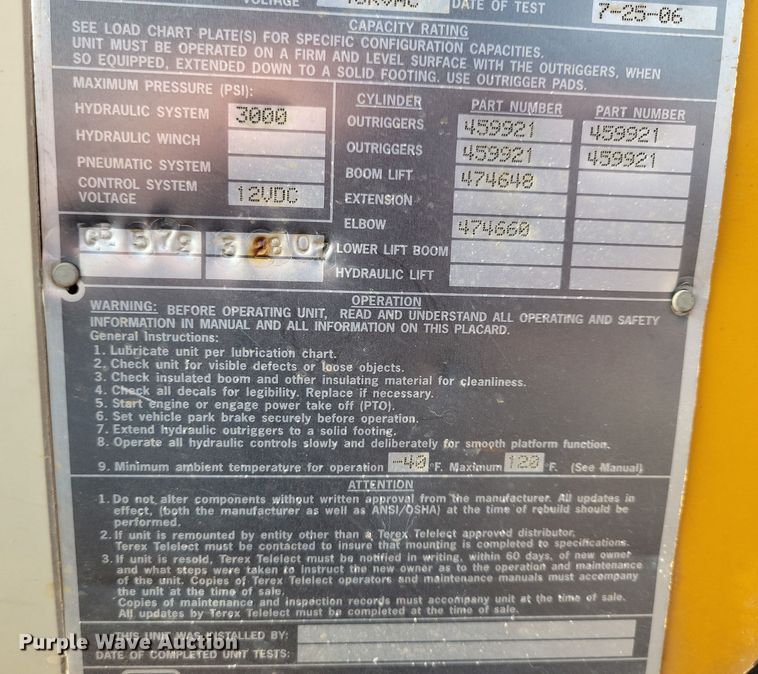 VOLTAGE DATE OF TEST 7-25-06
CAPACITY RATING
SEE LOAD CHART PLATE(S) FOR SPECIFIC CONFIGURATION CAPACITIES.
UNIT MUST BE OPERATED ON A FIRM AND LEVEL SURFACE WITH THE OUTRIGGERS, WHEN
SO EQUIPPED, EXTENDED DOWN TO A SOLID FOOTING. USE OUTRIGGER PADS.
MAXIMUM PRESSURE (PSI):
HYDRAULIC SYSTEM 3000
HYDRAULIC WINCH
PNEUMATIC SYSTEM
CONTROL SYSTEM
VOLTAGE 12VDC
CYLINDER PART NUMBER PART NUMBER
OUTRIGGERS 459921 459921
OUTRIGGERS 459921 459921
BOOM LIFT 474648
EXTENSION
ELBOW 474660
LOWER LIFT BOOM
HYDRAULIC LIFT
OPERATION
WARNING: BEFORE OPERATING UNIT, READ AND UNDERSTAND ALL OPERATING AND SAFETY
INFORMATION IN MANUAL AND ALL INFORMATION ON THIS PLACARD.
General Instructions:
1. Lubricate unit per lubrication chart.
2. Check unit for visible defects or loose objects.
3. Check insulated boom and other insulating material for cleanliness.
4. Check all decals for legibility. Replace if necessary.
5. Start engine or engage power take off (PTO).
6. Set vehicle park brake securely before operation.
7. Extend hydraulic outriggers to a solid footing.
8. Operate all hydraulic controls slowly and deliberately for smooth platform function.
9. Minimum ambient temperature for operation -40 °F. Maximum 120 °F. (See Manual)
ATTENTION
1. Do not alter components without written approval from the manufacturer. All updates in
effect, (both the manufacturer as well as ANSI/OSHA) at the time of rebuild should be
performed.
2. If unit is remounted by entity other than a Terex Telelect approved distributor,
Terex Telelect must be contacted to insure that mounting is completed to specifications.
3. If unit is resold, Terex Telelect must be notified in writing, within 60 days, of new owner
and what steps were taken to instruct the new owner as to the operation and maintenance
of the unit. Copies of Terex Telelect operators and maintenance manuals must accompany
the unit at the time of sale.
Copies of maintenance and inspection records must accompany unit at the time of sale.
All updates by Terex Telelect must be completed at the time of sale.
THIS UNIT WAS INSTALLED BY:
DATE OF COMPLETED UNIT TESTS:
Purple Wave Auction